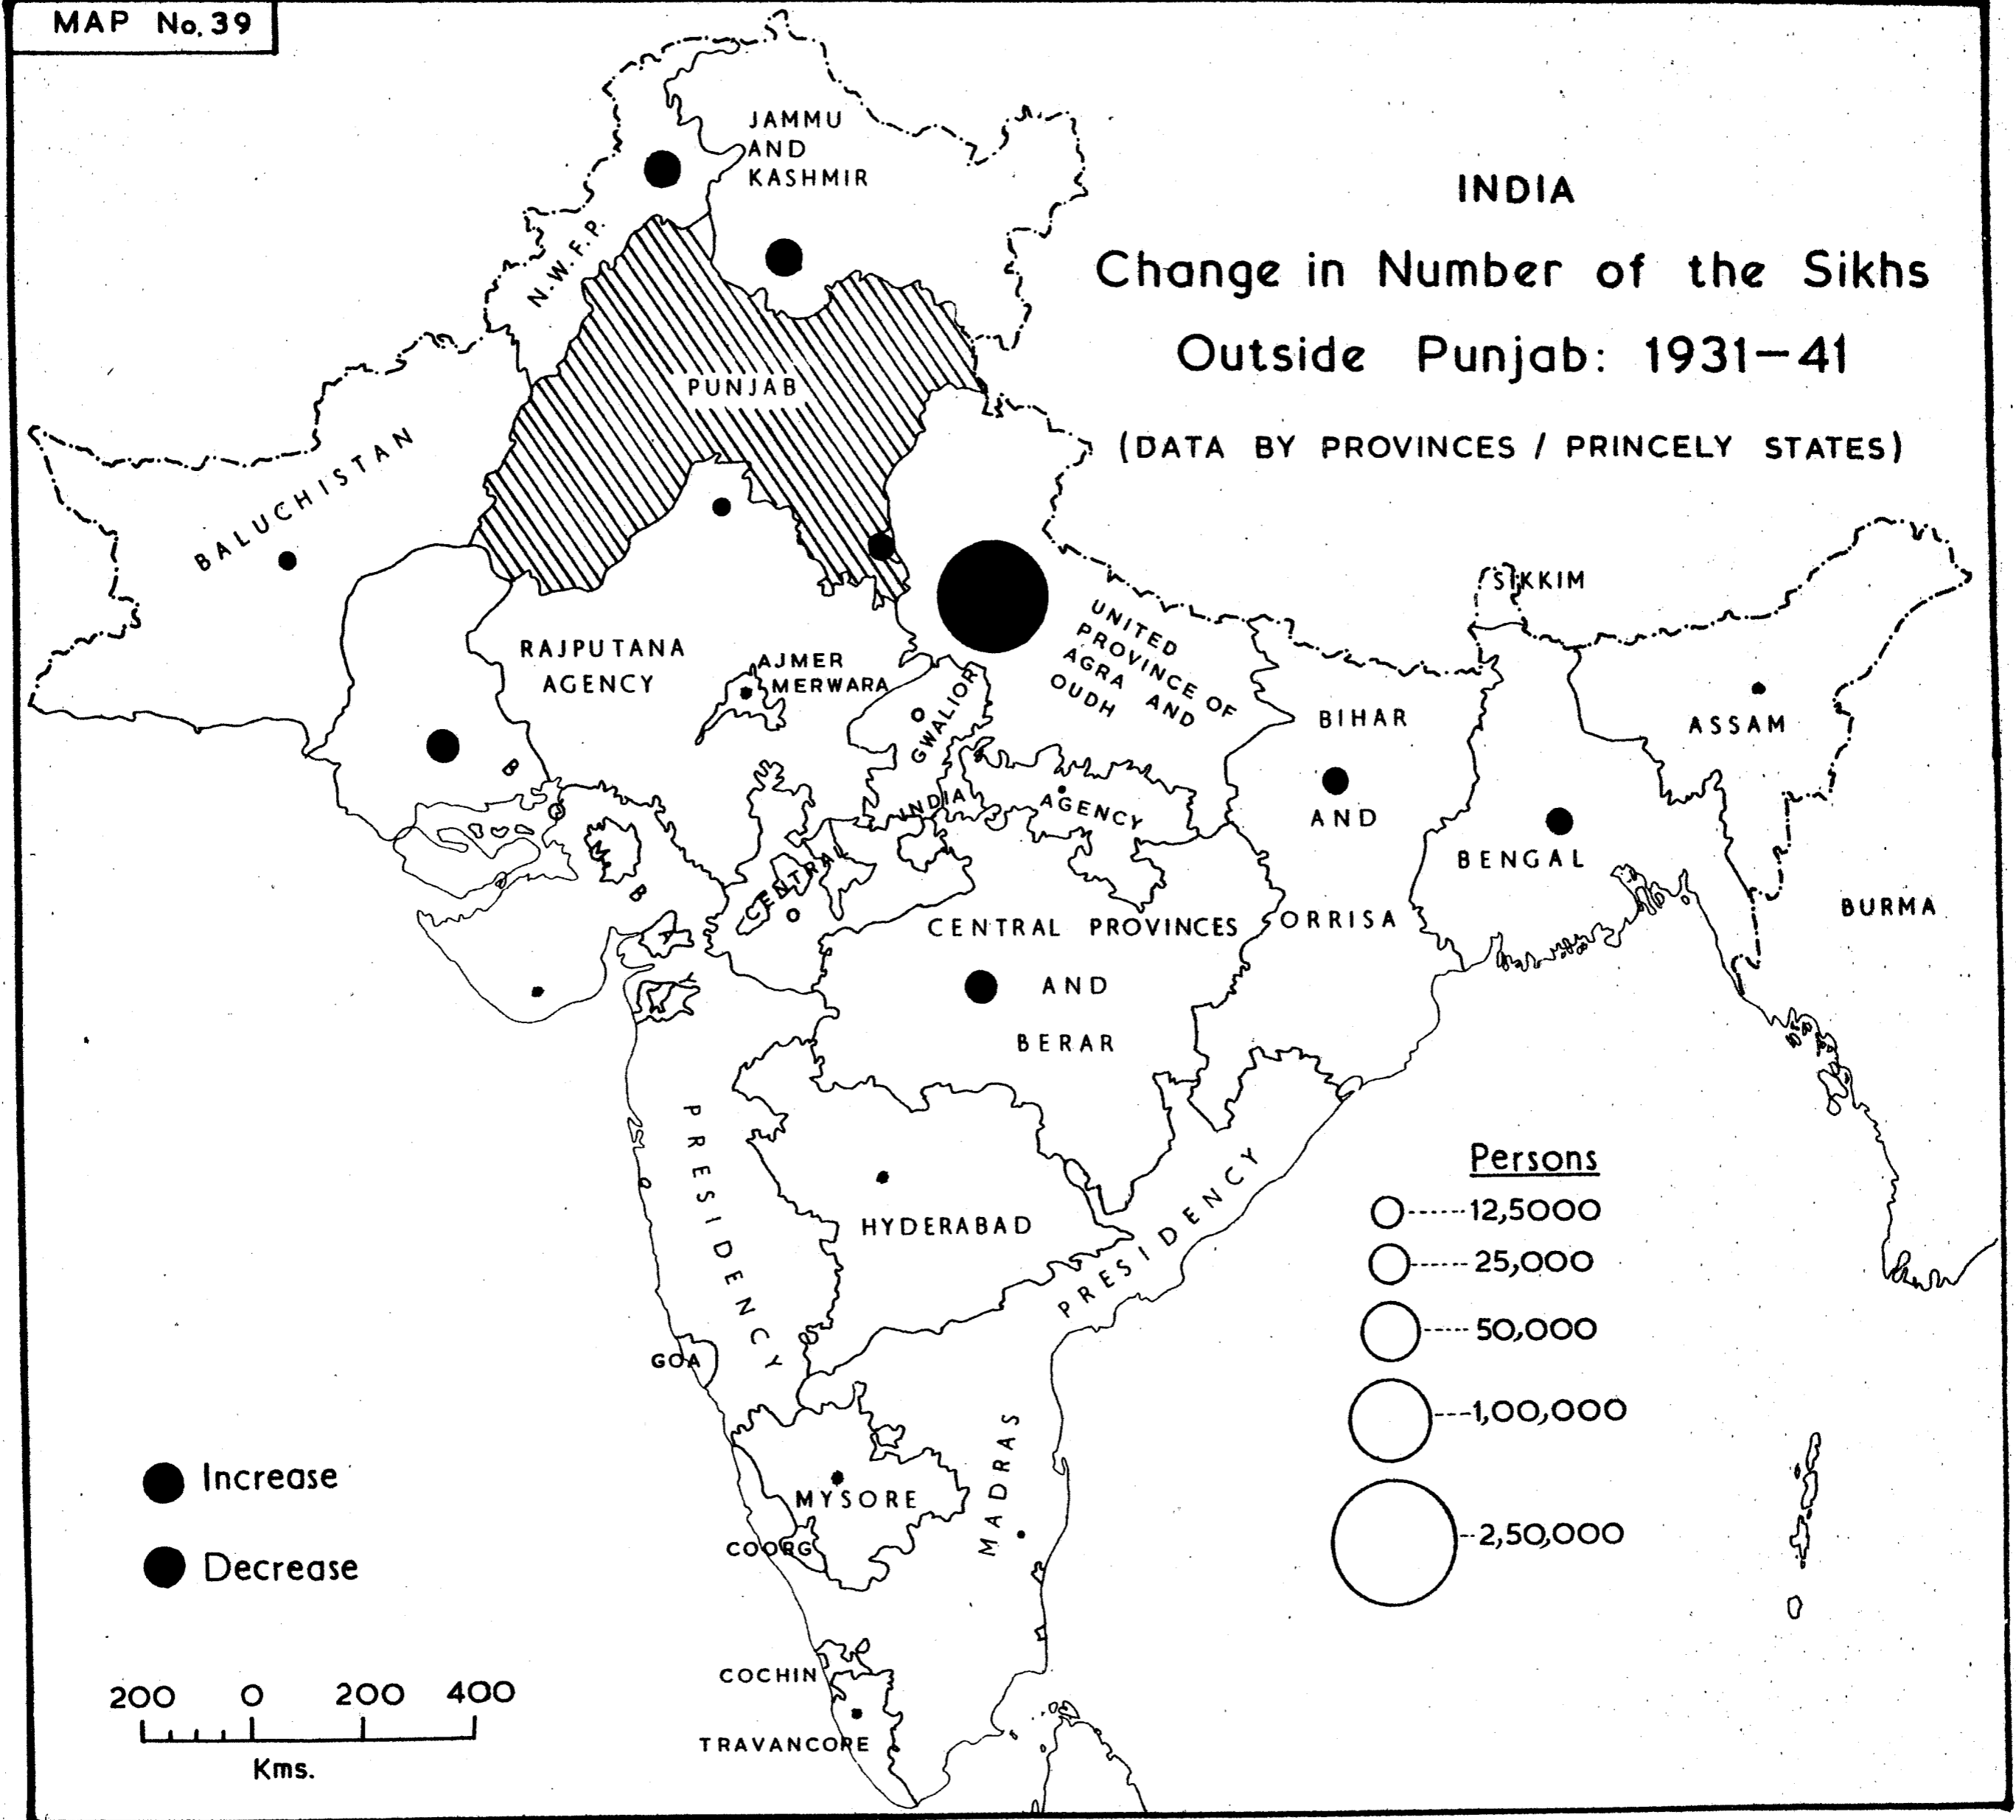 MAP No. 39
INDIA
Change in Number of the Sikhs
Outside Punjab: 1931–41
(DATA BY PROVINCES / PRINCELY STATES)
JAMMU
AND
KASHMIR
N.W.F.P.
PUNJAB
BALUCHISTAN
SIKKIM
RAJPUTANA
AGENCY
AJMER
MERWARA
GWALIOR
UNITED
PROVINCE OF
AGRA AND
OUDH
BIHAR
AND
ORRISA
ASSAM
BENGAL
BURMA
CENTRAL
INDIA
AGENCY
CENTRAL PROVINCES
AND
BERAR
BOMBAY
PRESIDENCY
HYDERABAD
PRESIDENCY
MADRAS
GOA
MYSORE
COORG
COCHIN
TRAVANCORE
Persons
12,5000
25,000
50,000
1,00,000
2,50,000
Increase
Decrease
200 0 200 400
Kms.